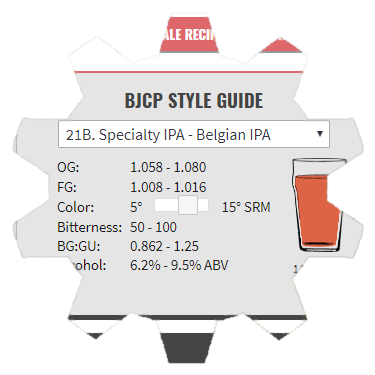 ALE RECI
BJCP STYLE GUIDE
21B. Specialty IPA - Belgian IPA
OG: 1.058 - 1.080
FG: 1.008 - 1.016
Color: 5° 15° SRM
Bitterness: 50 - 100
BG:GU: 0.862 - 1.25
ohol: 6.2% - 9.5% ABV